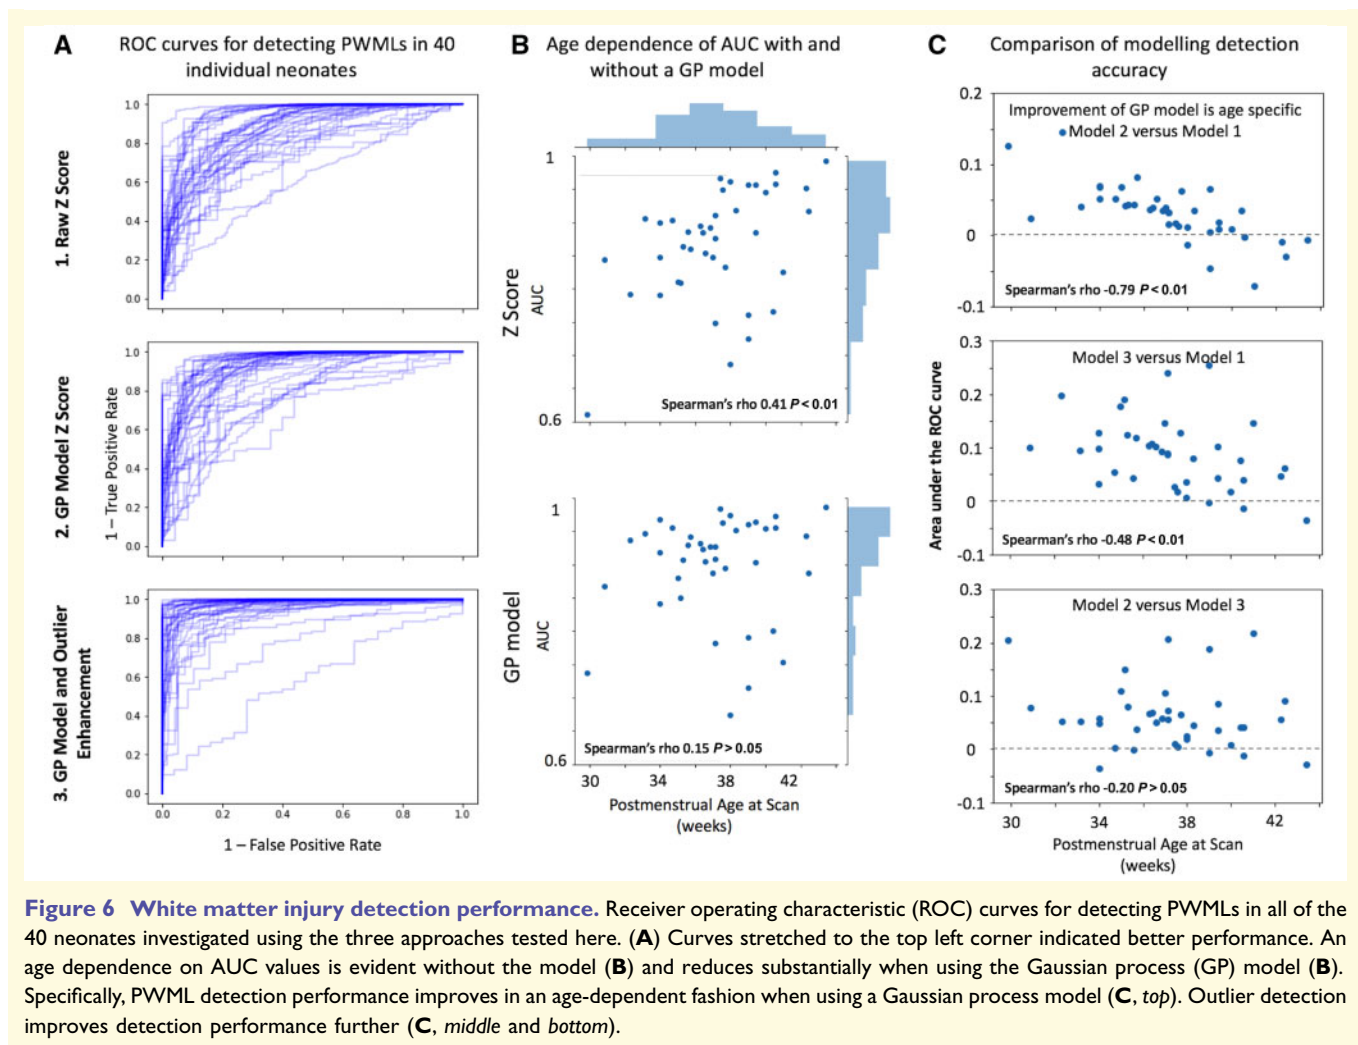 A
ROC curves for detecting PWMLs in 40
individual neonates
1. Raw Z Score
1.0
0.8
0.6
0.4
0.2
0.0
2. GP Model Z Score
1 – True Positive Rate
1.0
0.8
0.6
0.4
0.2
0.0
3. GP Model and Outlier
Enhancement
1.0
0.8
0.6
0.4
0.2
0.0
0.0 0.2 0.4 0.6 0.8 1.0
1 – False Positive Rate
B
Age dependence of AUC with and
without a GP model
Z Score
AUC
1
0.6
Spearman's rho 0.41 P < 0.01
GP model
AUC
1
0.6
Spearman's rho 0.15 P > 0.05
30 34 38 42
Postmenstrual Age at Scan
(weeks)
C
Comparison of modelling detection
accuracy
Area under the ROC curve
0.2
0.1
0
-0.1
Improvement of GP model is age specific
Model 2 versus Model 1
Spearman's rho -0.79 P < 0.01
0.3
0.2
0.1
0
-0.1
Model 3 versus Model 1
Spearman's rho -0.48 P < 0.01
0.3
0.2
0.1
0
-0.1
Model 2 versus Model 3
Spearman's rho -0.20 P > 0.05
30 34 38 42
Postmenstrual Age at Scan
(weeks)
Figure 6 White matter injury detection performance. Receiver operating characteristic (ROC) curves for detecting PWMLs in all of the
40 neonates investigated using the three approaches tested here. (A) Curves stretched to the top left corner indicated better performance. An
age dependence on AUC values is evident without the model (B) and reduces substantially when using the Gaussian process (GP) model (B).
Specifically, PWML detection performance improves in an age-dependent fashion when using a Gaussian process model (C, top). Outlier detection
improves detection performance further (C, middle and bottom).